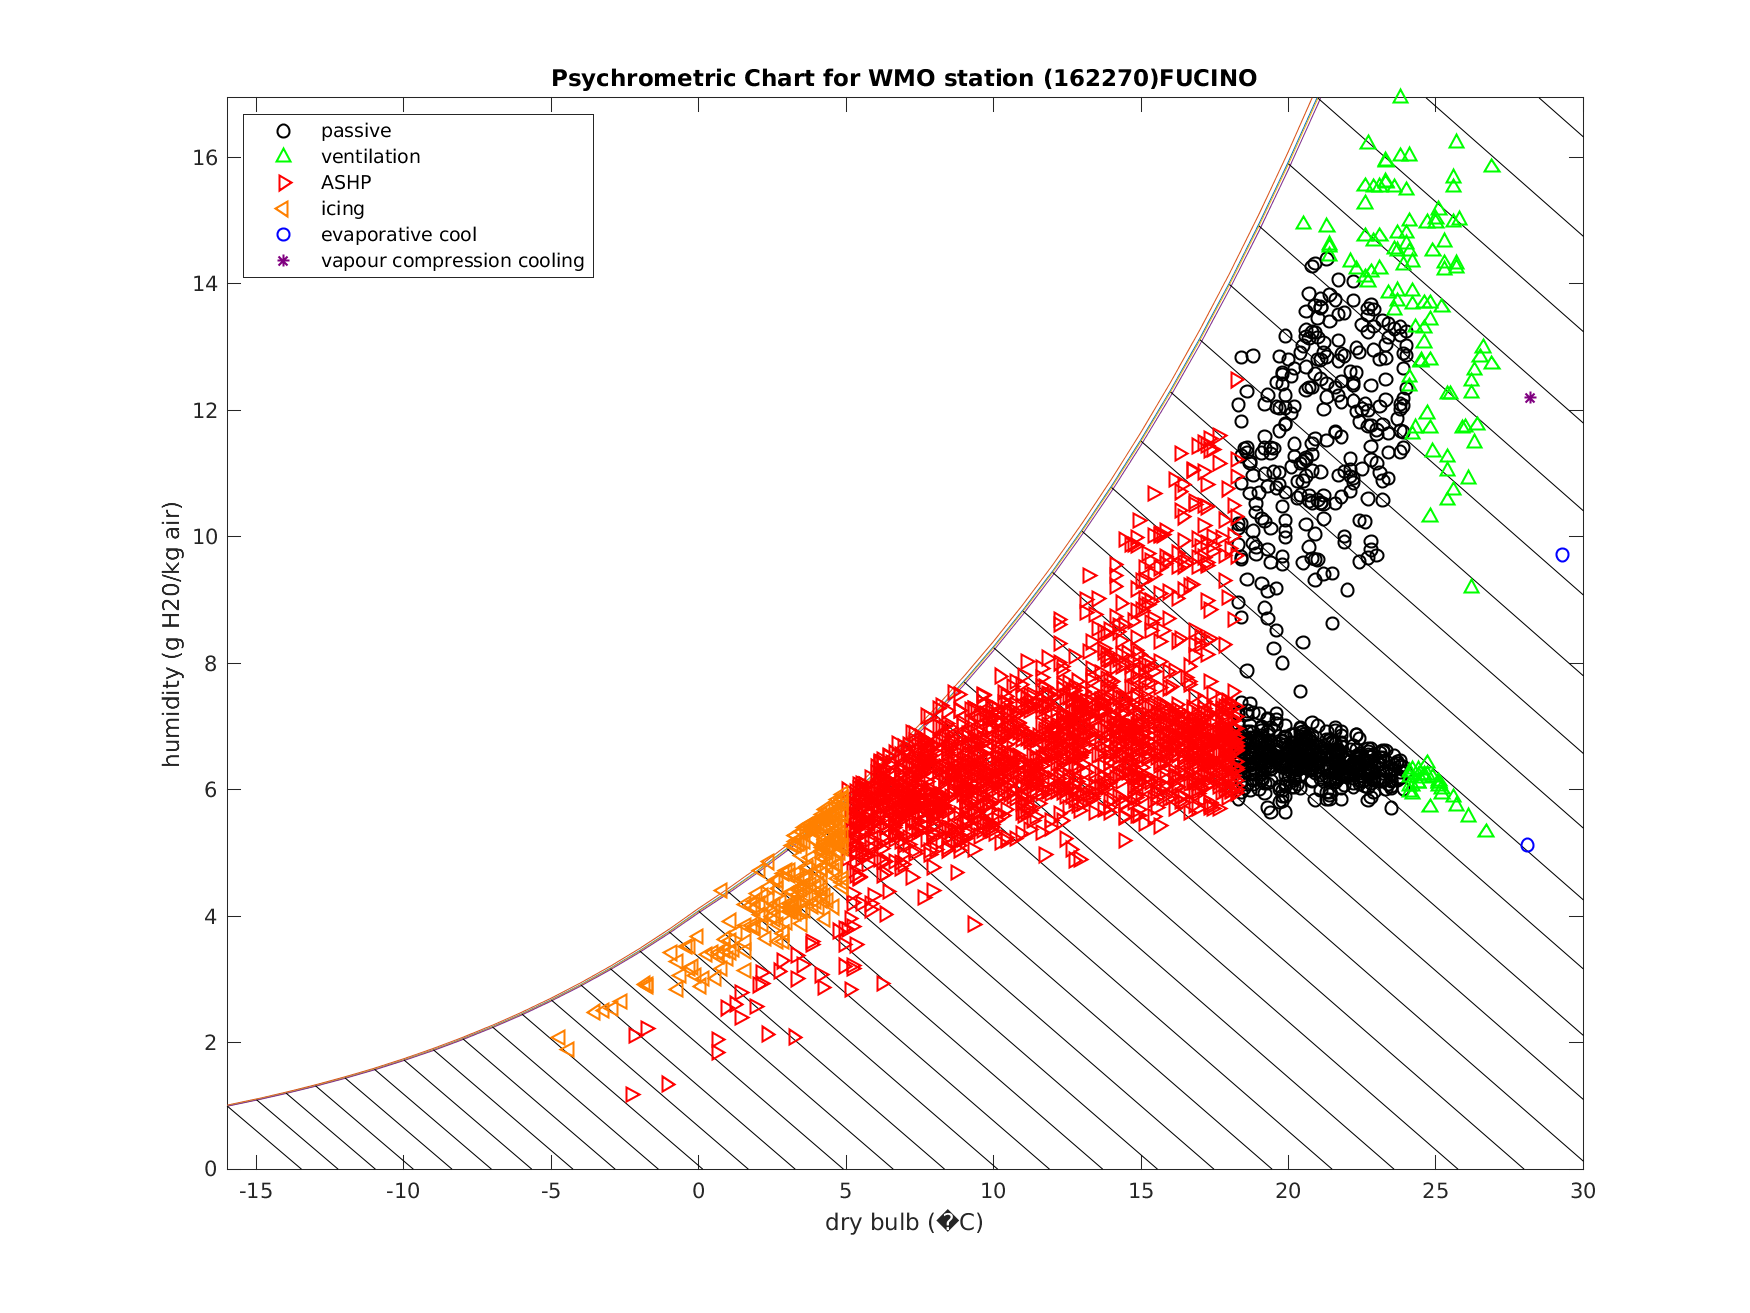 Psychrometric Chart for WMO station (162270)FUCINO
passive
ventilation
ASHP
icing
evaporative cool
vapour compression cooling
16
14
12
10
8
6
4
2
0
humidity (g H20/kg air)
-15 -10 -5 0 5 10 15 20 25 30
dry bulb (�C)